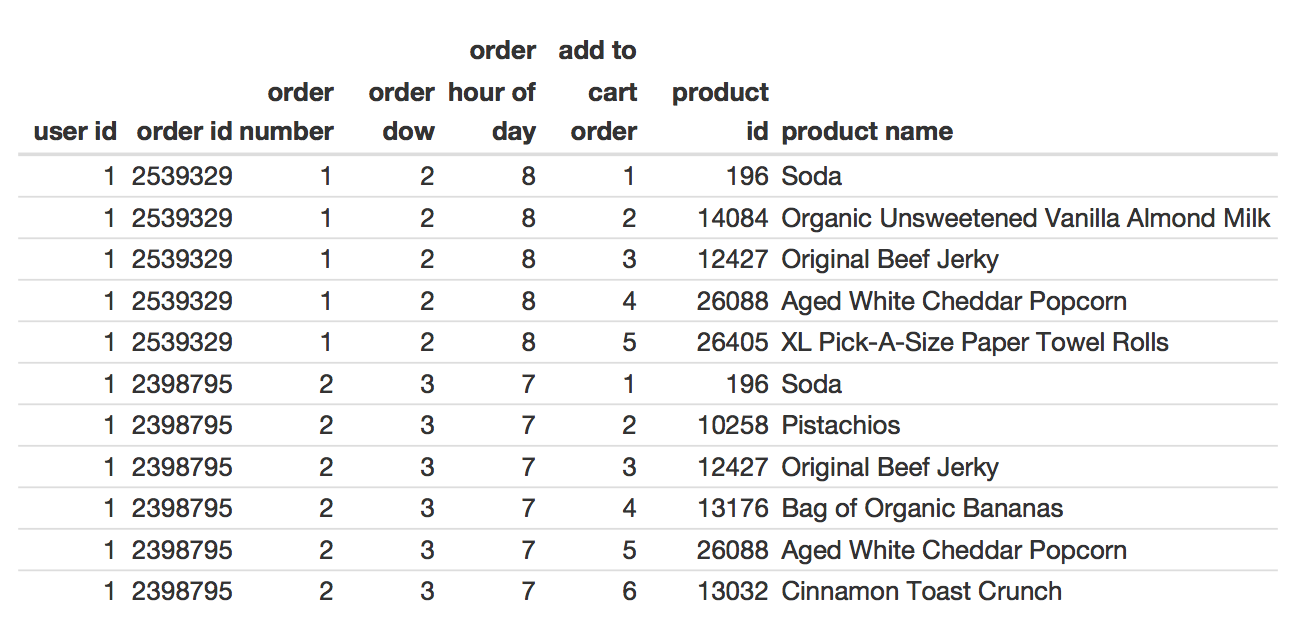 order add to
order order hour of cart product
user id order id number dow day order id product name
1 2539329 1 2 8 1 196 Soda
1 2539329 1 2 8 2 14084 Organic Unsweetened Vanilla Almond Milk
1 2539329 1 2 8 3 12427 Original Beef Jerky
1 2539329 1 2 8 4 26088 Aged White Cheddar Popcorn
1 2539329 1 2 8 5 26405 XL Pick-A-Size Paper Towel Rolls
1 2398795 2 3 7 1 196 Soda
1 2398795 2 3 7 2 10258 Pistachios
1 2398795 2 3 7 3 12427 Original Beef Jerky
1 2398795 2 3 7 4 13176 Bag of Organic Bananas
1 2398795 2 3 7 5 26088 Aged White Cheddar Popcorn
1 2398795 2 3 7 6 13032 Cinnamon Toast Crunch